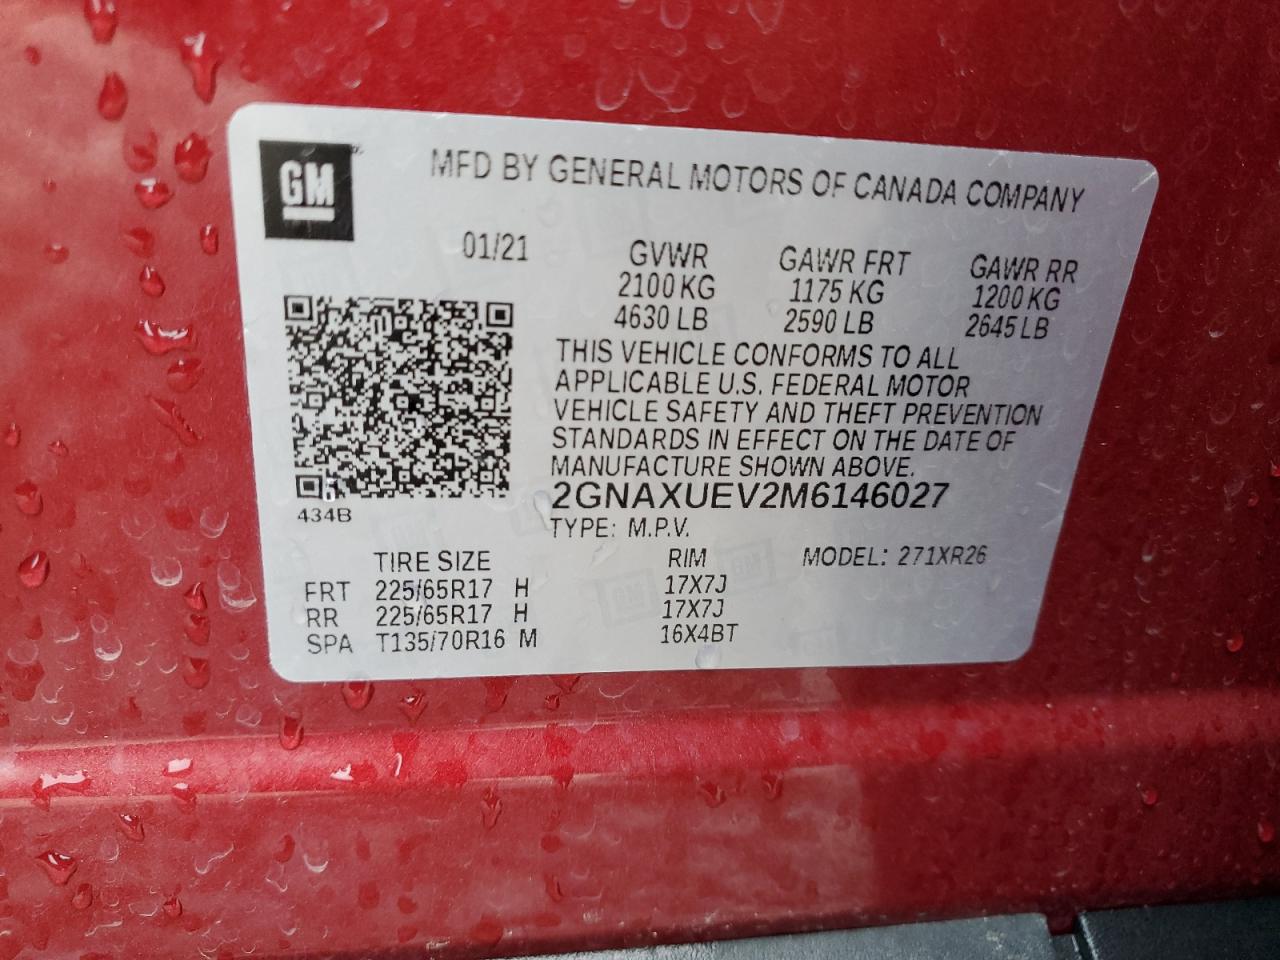 GM
MFD BY GENERAL MOTORS OF CANADA COMPANY
01/21 GVWR GAWR FRT GAWR RR
2100 KG 1175 KG 1200 KG
4630 LB 2590 LB 2645 LB
THIS VEHICLE CONFORMS TO ALL
APPLICABLE U.S. FEDERAL MOTOR
VEHICLE SAFETY AND THEFT PREVENTION
STANDARDS IN EFFECT ON THE DATE OF
MANUFACTURE SHOWN ABOVE.
2GNAXUEV2M6146027
6
434B
TYPE: M.P.V.
TIRE SIZE RIM MODEL: 271XR26
FRT 225/65R17 H 17X7J
RR 225/65R17 H 17X7J
SPA T135/70R16 M 16X4BT